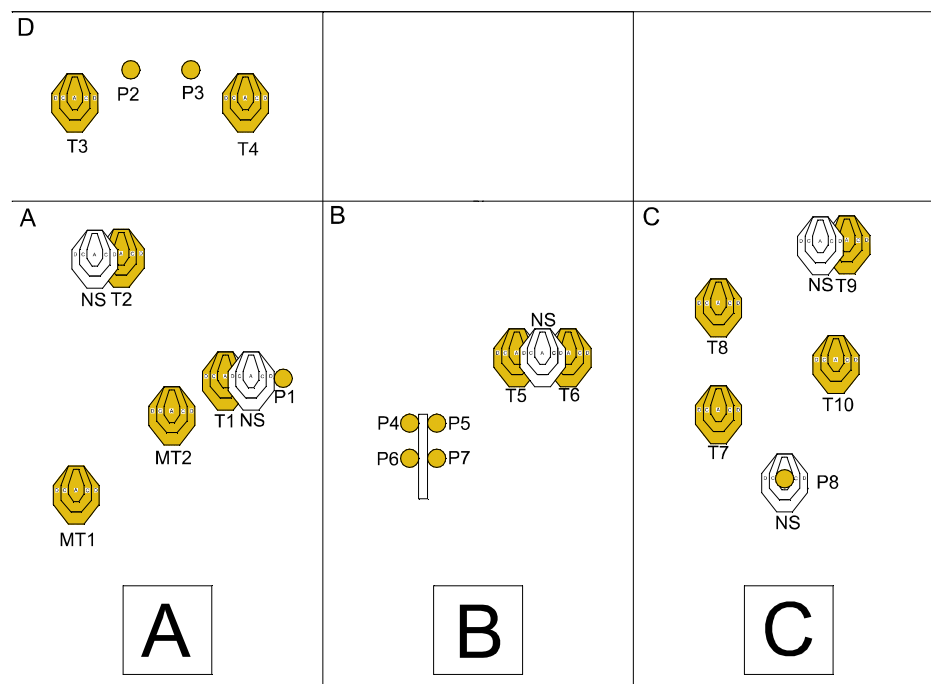 D
P2 P3
T3 T4
A B C
NS T2
NS T9
NS
T8
T5 T6
T1 NS P1
T10
P4 P5
MT2
T7
P6 P7
P8
NS
MT1
A B C